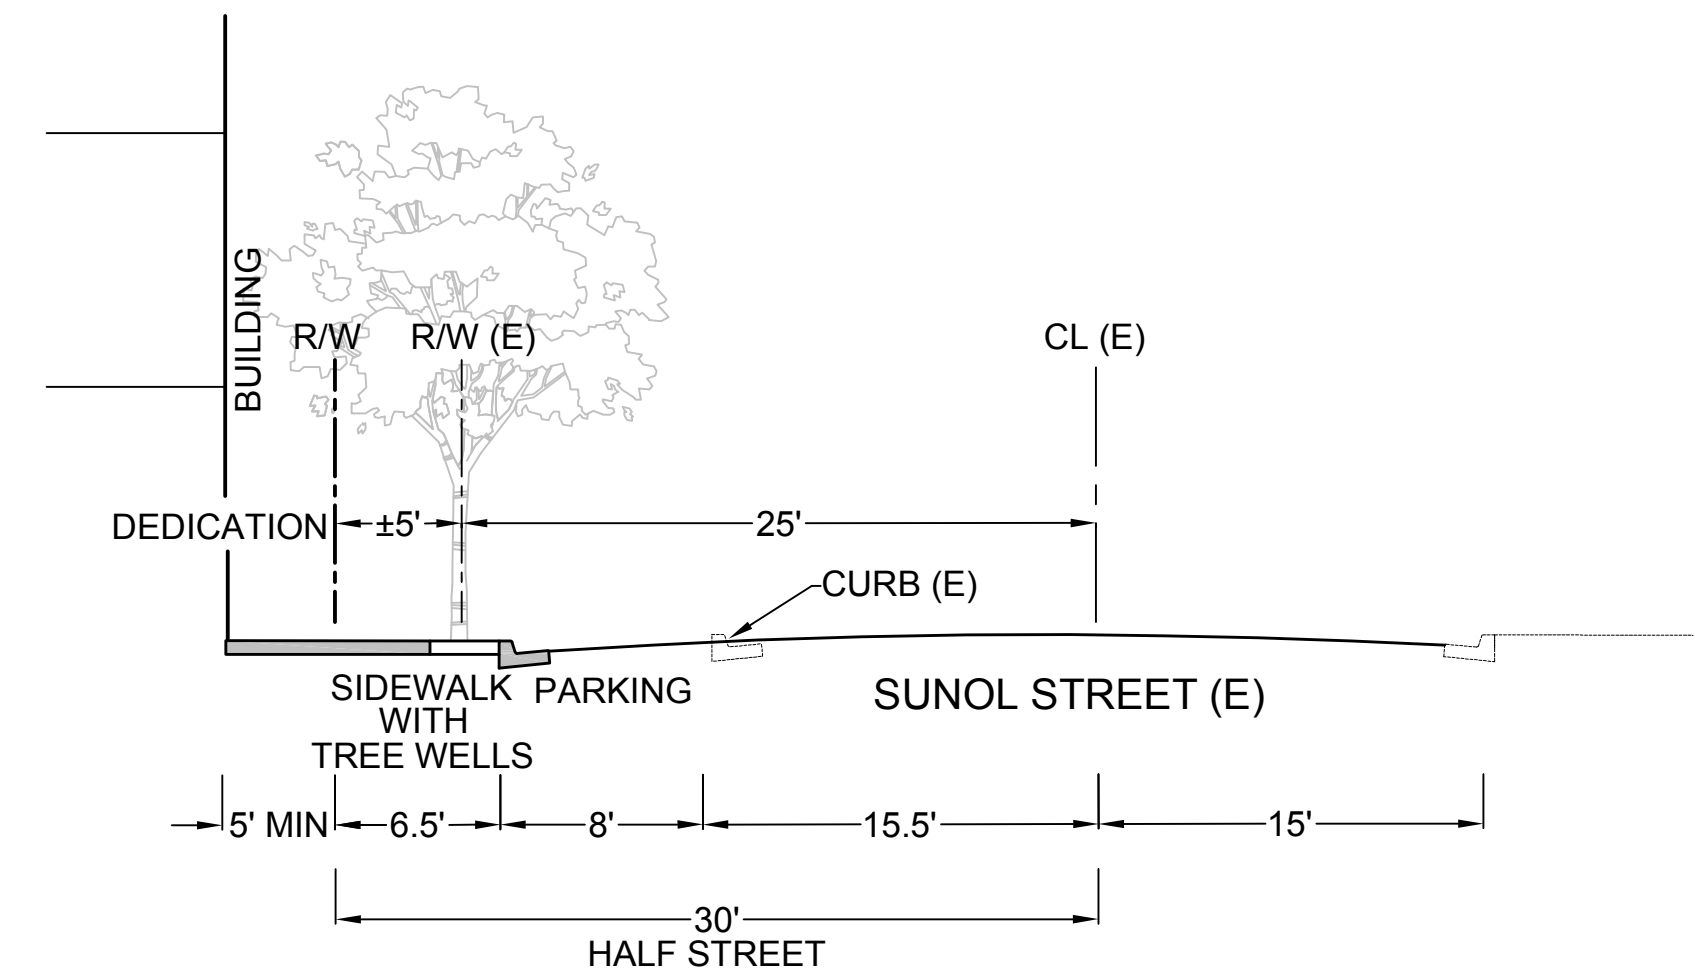 BUILDING
R/W
R/W (E)
CL (E)
DEDICATION
±5'
25'
CURB (E)
SIDEWALK
WITH
TREE WELLS
PARKING
SUNOL STREET (E)
5' MIN
6.5'
8'
15.5'
15'
30'
HALF STREET